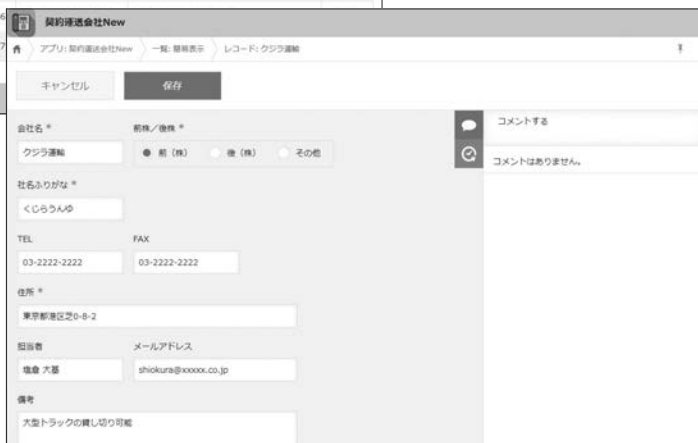 6
契約運送会社New
7
アプリ: 契約運送会社New 一覧: 簡易表示 レコード: クジラ運輸
キャンセル 保存
会社名 * 前株／後株 *
コメントする
クジラ運輸 前（株） 後（株） その他
コメントはありません。
社名ふりがな *
くじらうんゆ
TEL FAX
03-2222-2222 03-2222-2222
住所 *
東京都港区芝0-8-2
担当者 メールアドレス
塩倉 大基 shiokura@xxxxx.co.jp
備考
大型トラックの貸し切り可能